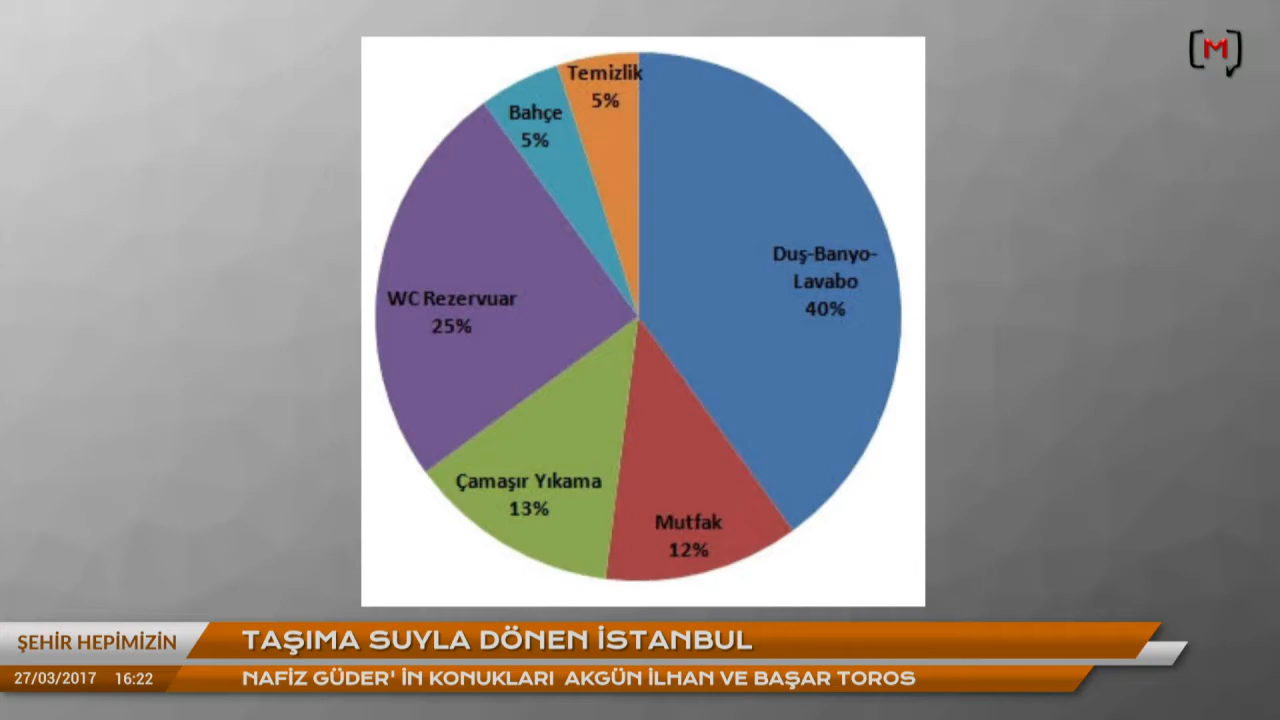 [M]
Temizlik
5%
Bahçe
5%
Duş-Banyo-
Lavabo
40%
WC Rezervuar
25%
Çamaşır Yıkama
13%
Mutfak
12%
ŞEHİR HEPİMİZİN
TAŞIMA SUYLA DÖNEN İSTANBUL
27/03/2017 16:22
NAFİZ GÜDER' İN KONUKLARI AKGÜN İLHAN VE BAŞAR TOROS